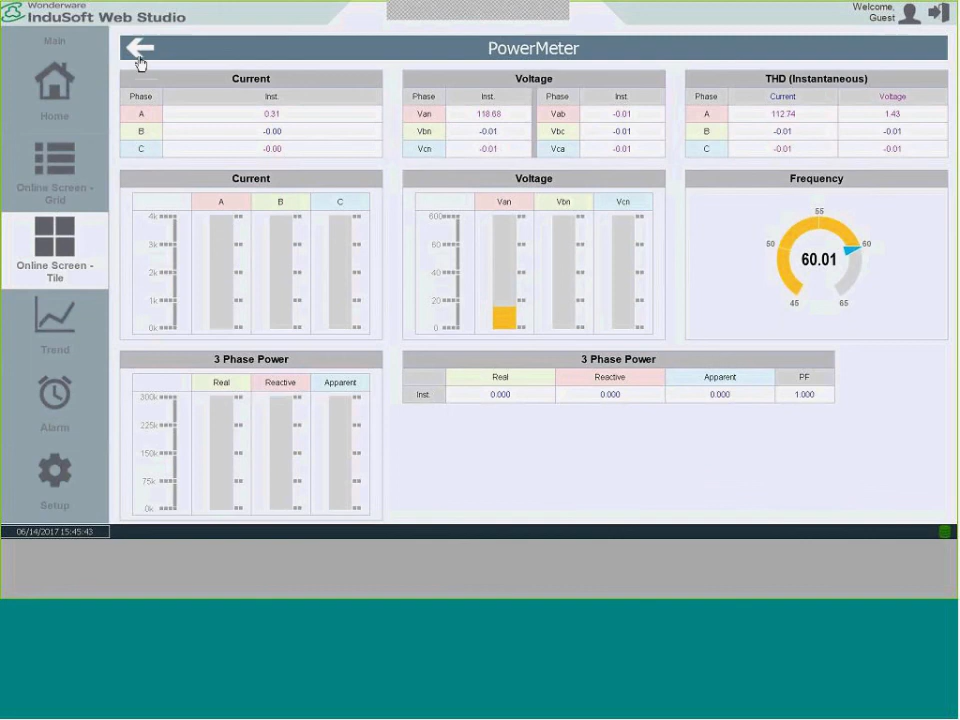 Wonderware
InduSoft Web Studio
Welcome,
Guest
Main
Home
Online Screen -
Grid
Online Screen -
Tile
Trend
Alarm
Setup
PowerMeter
Current
Phase Inst.
A 0.31
B -0.00
C -0.00
Voltage
Phase Inst. Phase Inst
Van 118.68 Vab -0.01
Vbn -0.01 Vbc -0.01
Vcn -0.01 Vca -0.01
THD (Instantaneous)
Phase Current Voltage
A 112.74 1.43
B -0.01 -0.01
C -0.01 -0.01
Current
A B C
4k
3k
2k
1k
0k
Voltage
Van Vbn Vcn
600
60
40
20
0
Frequency
55
50 60
60.01
45 65
3 Phase Power
Real Reactive Apparent
300k
225k
150k
75k
0k
3 Phase Power
Real Reactive Apparent PF
Inst. 0.000 0.000 0.000 1.000
06/14/2017 15:45:43